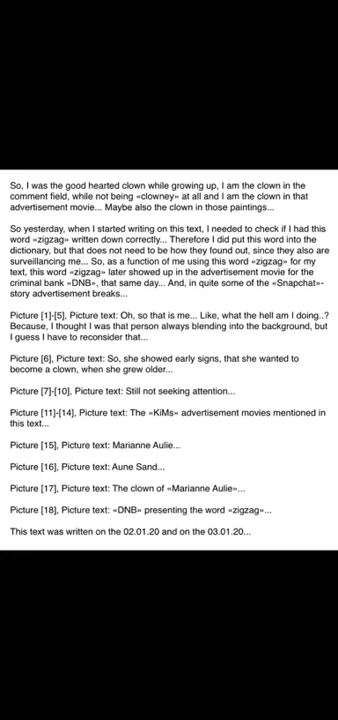 So, I was the good hearted clown while growing up, I am the clown in the
comment field, while not being «clowney» at all and I am the clown in that
advertisement movie... Maybe also the clown in those paintings...
So yesterday, when I started writing on this text, I needed to check if I had this
word «zigzag» written down correctly... Therefore I did put this word into the
dictionary, but that does not need to be how they found out, since they also are
surveillancing me... So, as a function of me using this word «zigzag» for my
text, this word «zigzag» later showed up in the advertisement movie for the
criminal bank «DNB», that same day... And, in quite some of the «Snapchat»-
story advertisement breaks...
Picture [1]-[5], Picture text: Oh, so that is me... Like, what the hell am I doing..?
Because, I thought I was that person always blending into the background, but
I guess I have to reconsider that...
Picture [6], Picture text: So, she showed early signs, that she wanted to
become a clown, when she grew older...
Picture [7]-[10], Picture text: Still not seeking attention...
Picture [11]-[14], Picture text: The «KiMs» advertisement movies mentioned in
this text...
Picture [15], Picture text: Marianne Aulie...
Picture [16], Picture text: Aune Sand...
Picture [17], Picture text: The clown of «Marianne Aulie»...
Picture [18], Picture text: «DNB» presenting the word «zigzag»...
This text was written on the 02.01.20 and on the 03.01.20...